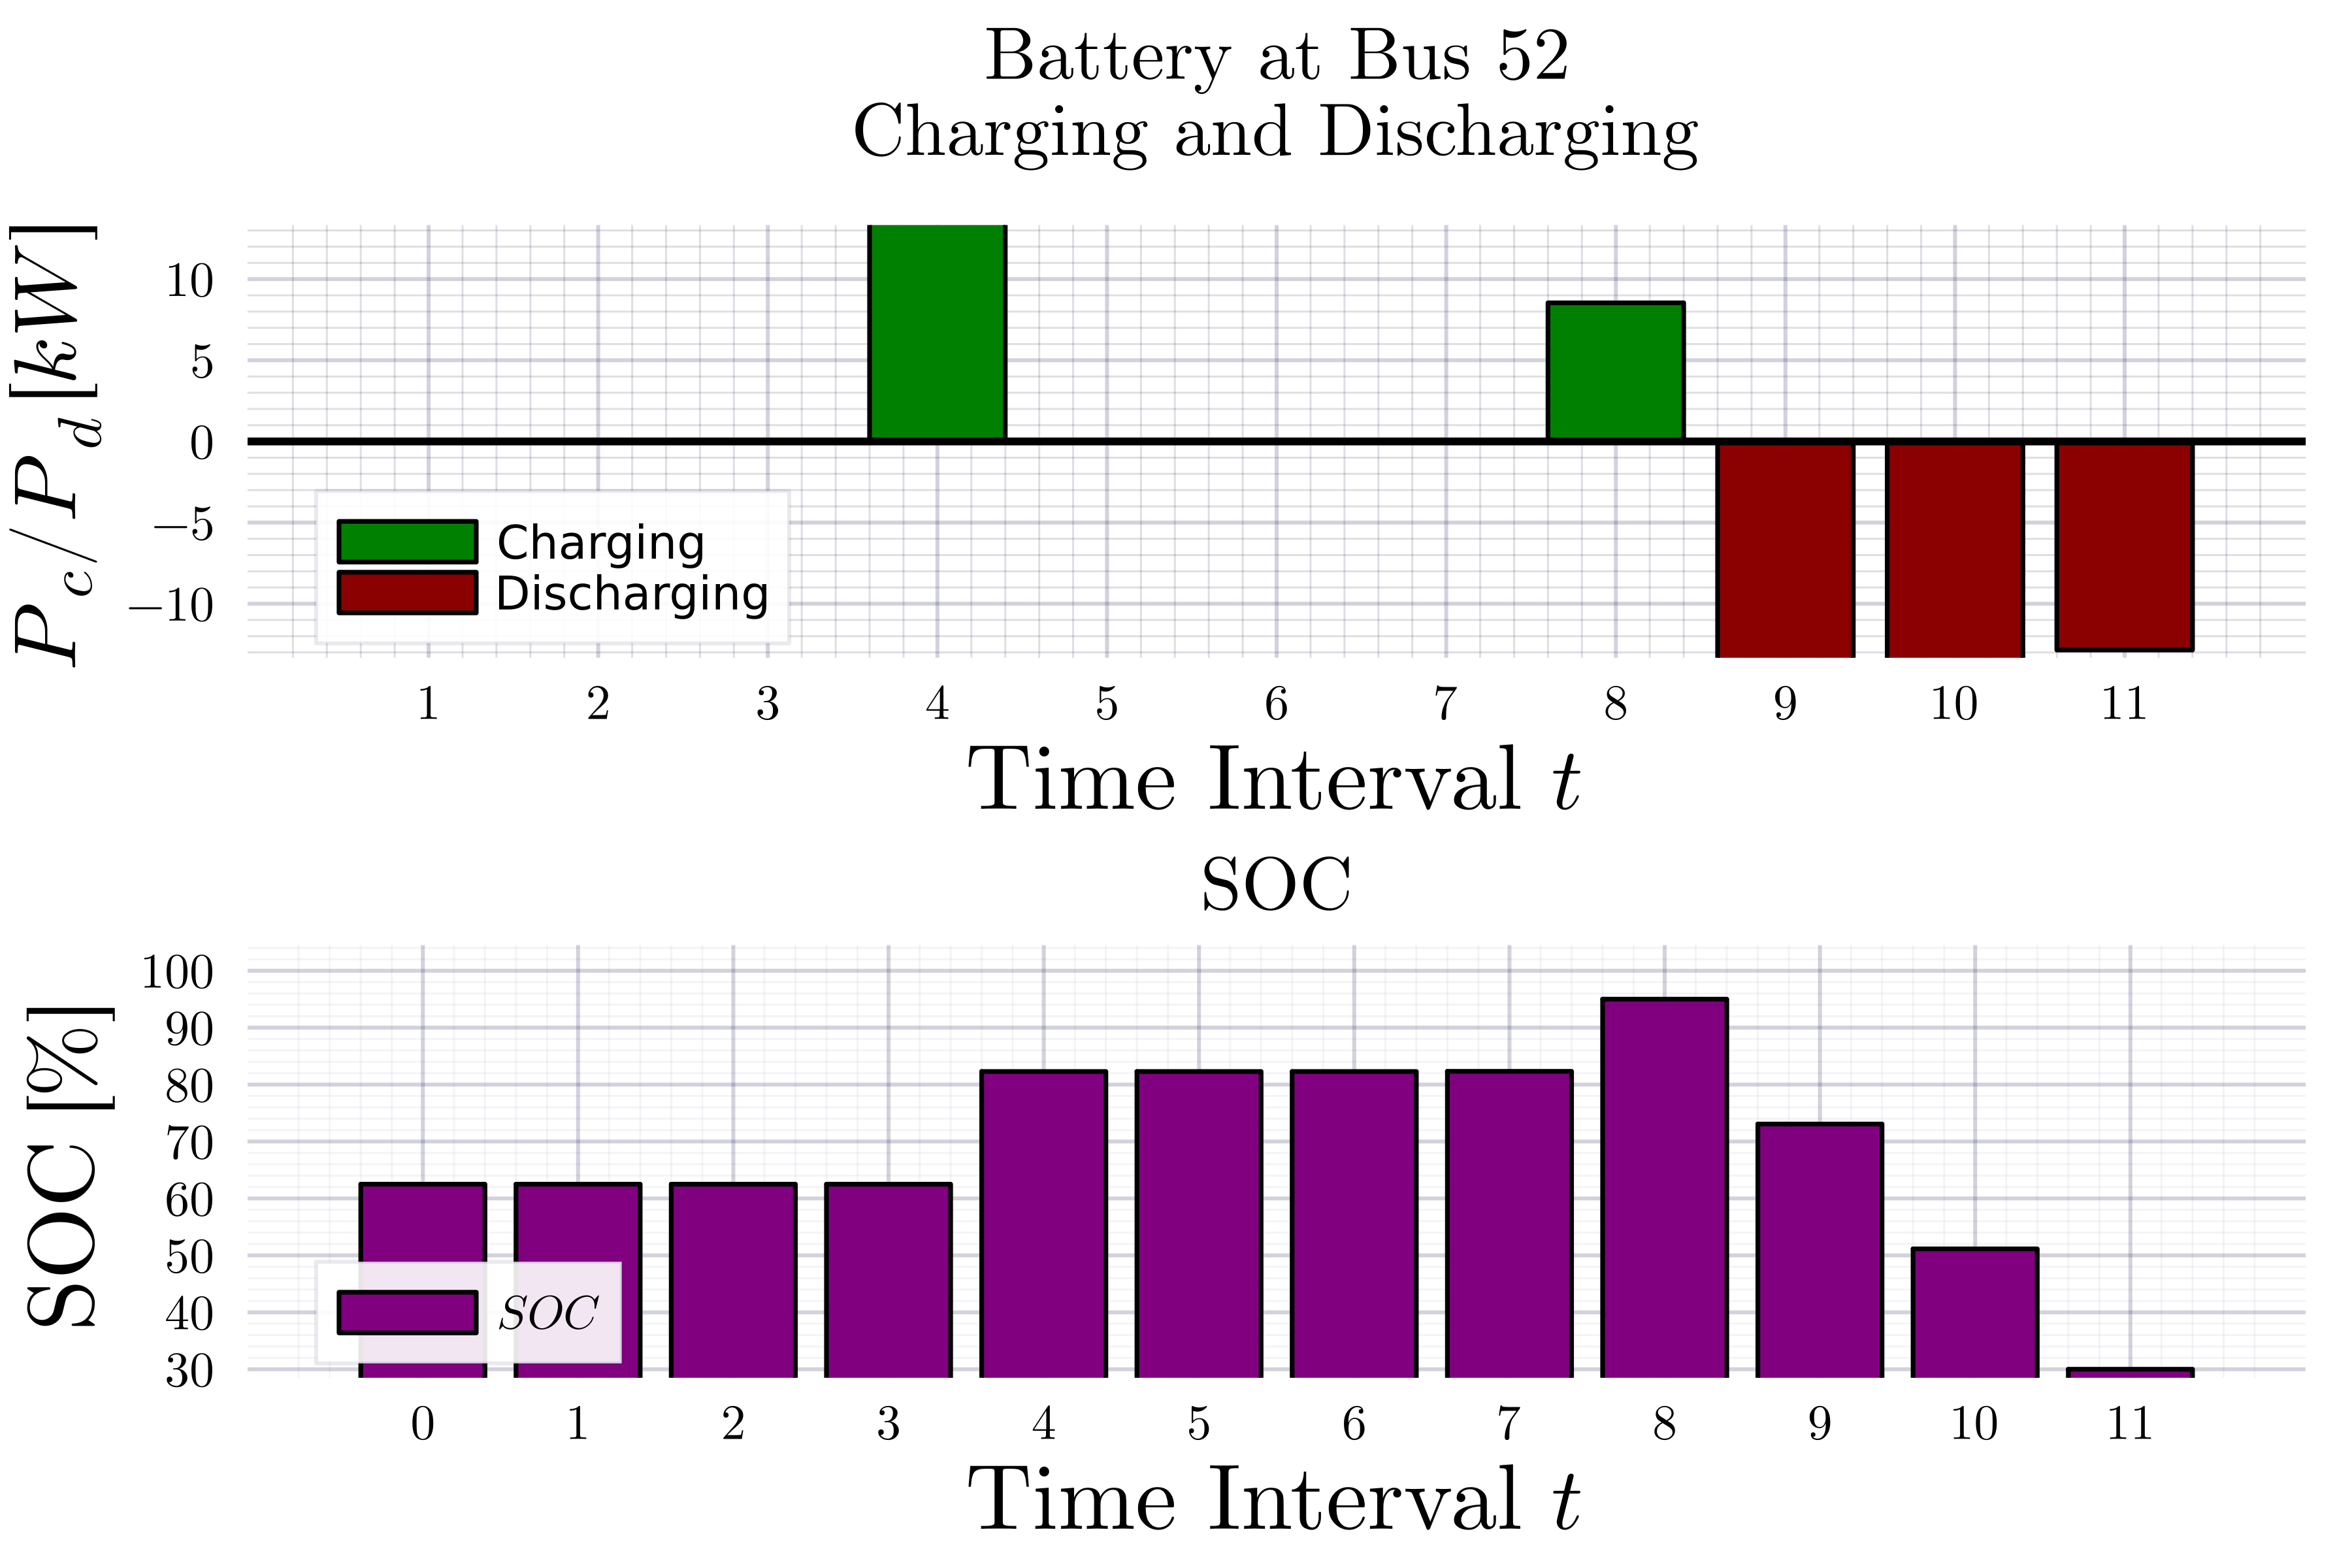 Battery at Bus 52
Charging and Discharging
P_c/P_d [kW]
10
5
0
−5
−10
Charging
Discharging
1 2 3 4 5 6 7 8 9 10 11
Time Interval t
SOC
SOC [%]
100
90
80
70
60
50
40
30
SOC
0 1 2 3 4 5 6 7 8 9 10 11
Time Interval t